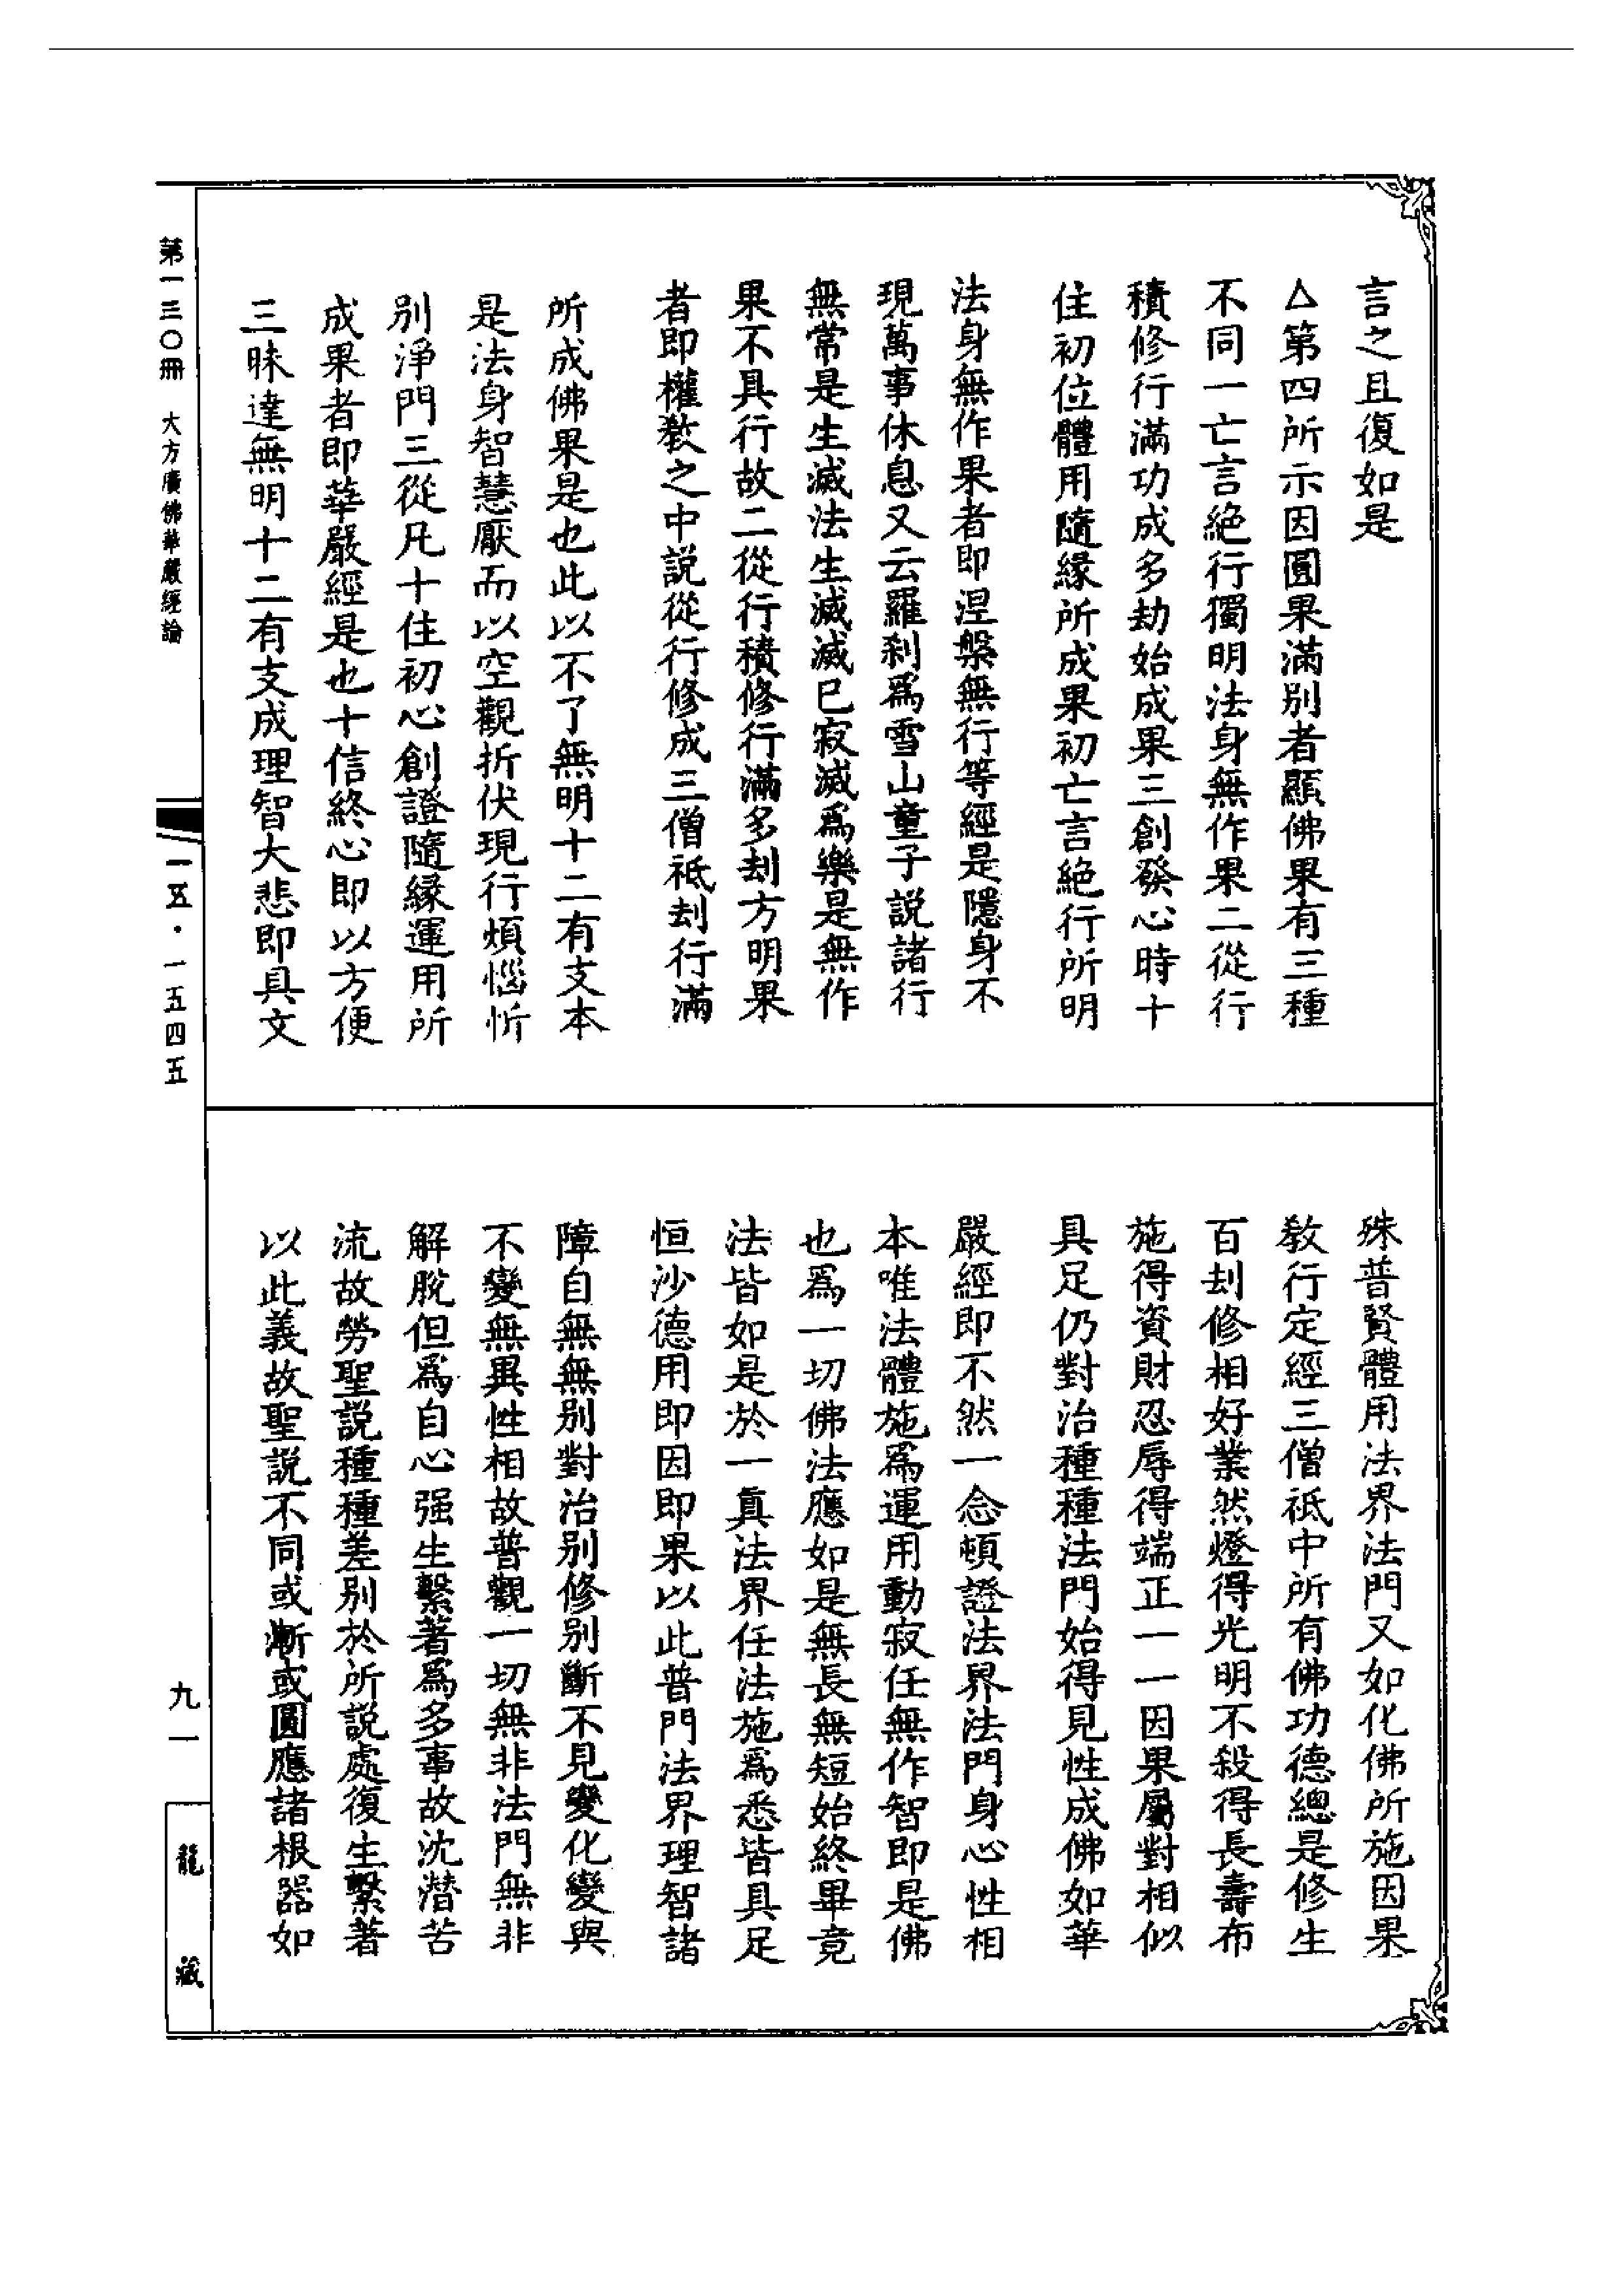 言之且復如是
△第四所示因圓果滿別者顯佛果有三種
不同一亡言絕行獨明法身無作果二從行
積修行滿功成多劫始成果三創發心時十
住初位體用隨緣所成果初亡言絕行所明
法身無作果者即涅槃無行等經是隱身不
現萬事休息又云羅刹爲雪山童子說諸行
無常是生滅法生滅滅已寂滅爲樂是無作
果不具行故二從行積修行滿多刦方明果
者即權敎之中說從行修成三僧祇刦行滿
所成佛果是也此以不了無明十二有支本
是法身智慧厭而以空觀折伏現行煩惱忻
別淨門三從凡十住初心創證隨緣運用所
成果者即華嚴經是也十信終心即以方便
三昧達無明十二有支成理智大悲即具文
殊普賢體用法界法門又如化佛所施因果
敎行定經三僧祇中所有佛功德總是修生
百刦修相好業然燈得光明不殺得長壽布
施得資財忍辱得端正一一因果屬對相似
具足仍對治種種法門始得見性成佛如華
嚴經即不然一念頓證法界法門身心性相
本唯法體施爲運用動寂任無作智即是佛
也爲一切佛法應如是無長無短始終畢竟
法皆如是於一眞法界任法施爲悉皆具足
恒沙德用即因即果以此普門法界理智諸
障自無無別對治別修別斷不見變化變與
不變無異性相故普觀一切無非法門無非
解脫但爲自心强生繫著爲多事故沈潛苦
流故勞聖說種種差別於所說處復生繫著
以此義故聖說不同或漸或圓應諸根器如
第一三〇冊　大方廣佛華嚴經論
一五·一五四五
九一
龍藏